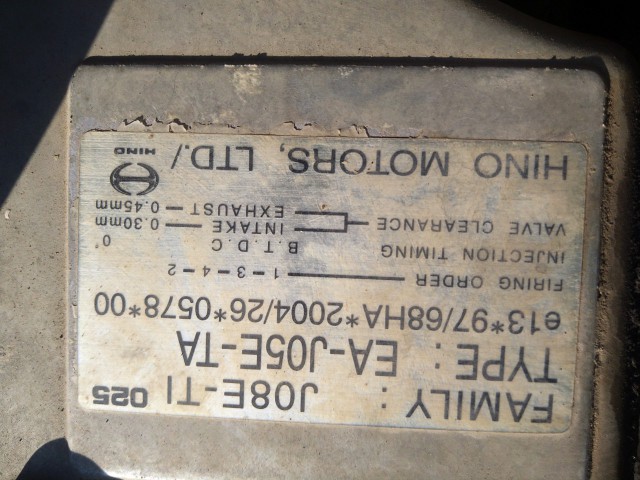 FAMILY : J08E-TI 025
TYPE : EA-J05E-TA
e13*97/68HA*2004/26*0578*00
FIRING ORDER 1-3-4-2
INJECTION TIMING B.T.D.C 0
VALVE CLEARANCE INTAKE - 0.30mm
EXHAUST - 0.45mm
HINO MOTORS, LTD./ HINO